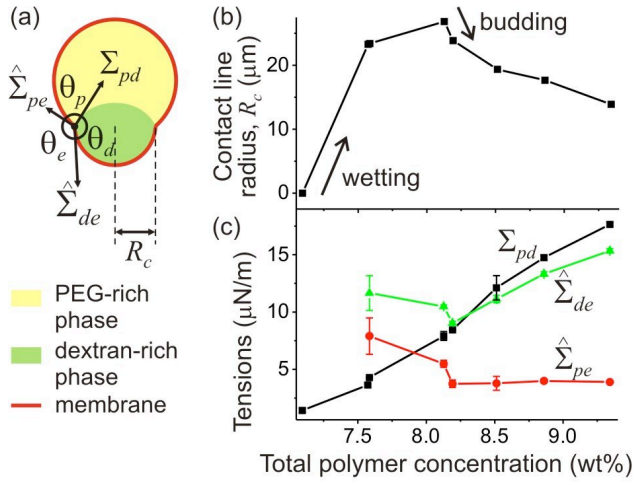 (a)
θp
Σpd
Σ̂pe
θe
θd
Σ̂de
Rc
PEG-rich
phase
dextran-rich
phase
membrane
(b)
budding
wetting
Contact line
radius, Rc (μm)
20
10
0
(c)
Σpd
Σ̂de
Σ̂pe
Tensions (μN/m)
15
10
5
7.5 8.0 8.5 9.0
Total polymer concentration (wt%)